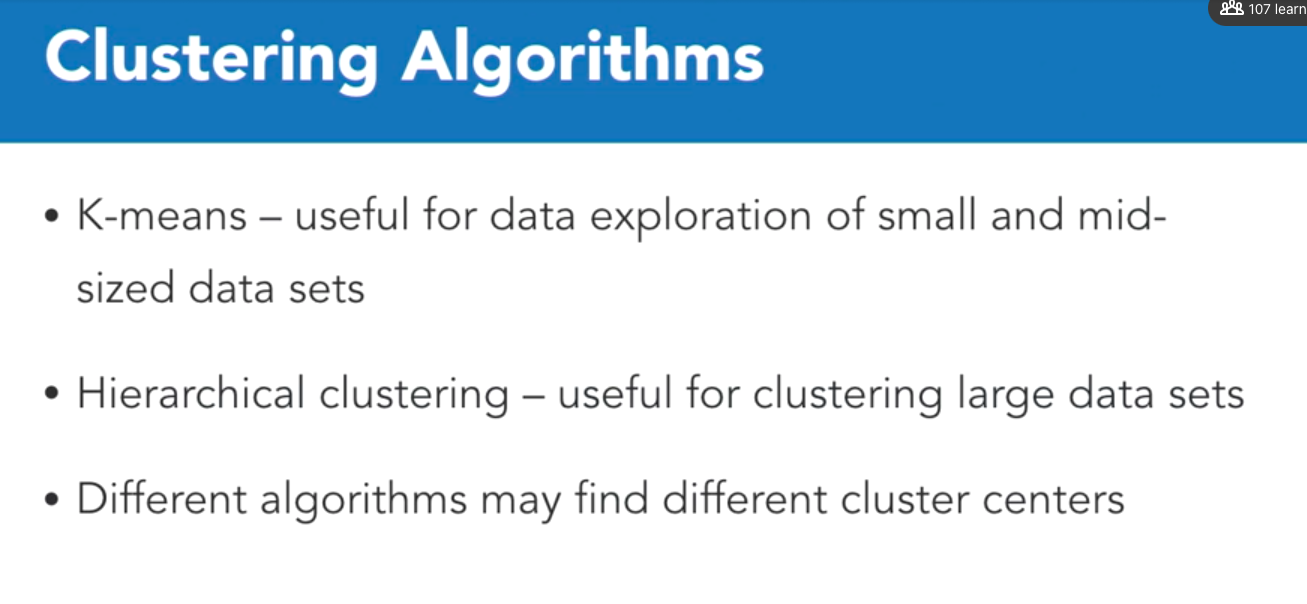 107 learn
Clustering Algorithms
• K-means – useful for data exploration of small and mid-
sized data sets
• Hierarchical clustering – useful for clustering large data sets
• Different algorithms may find different cluster centers